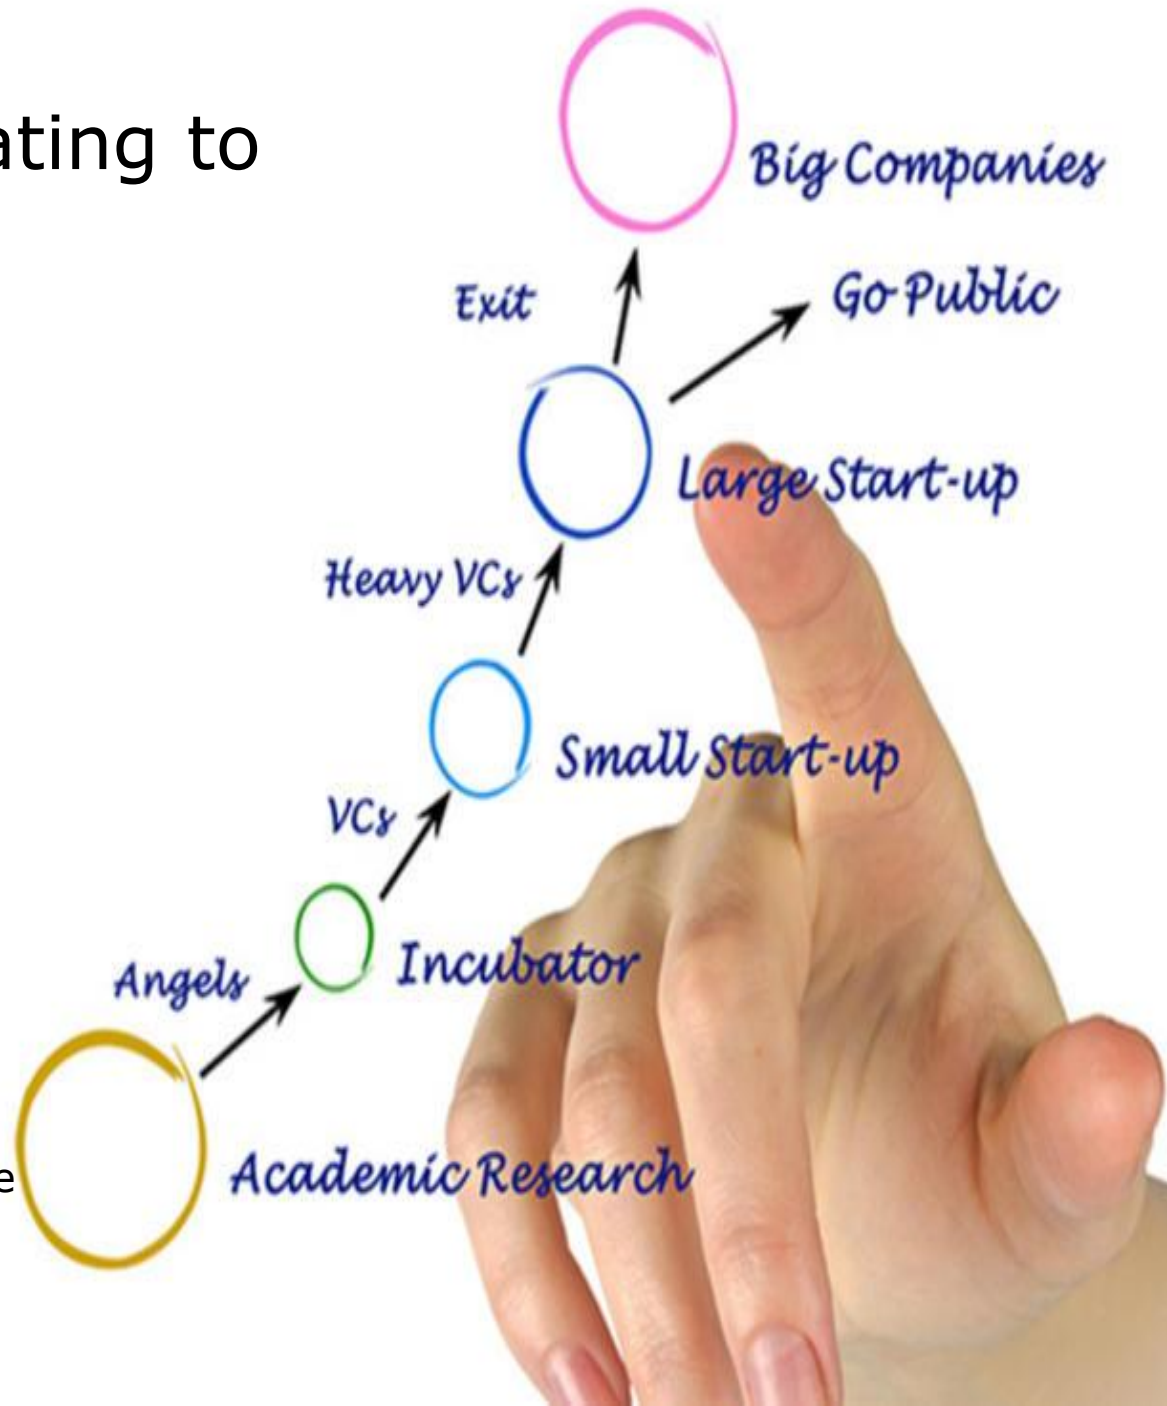 ating to
Big Companies
Go Public
Exit
Large Start-up
Heavy VCs
Small Start-up
VCs
Incubator
Angels
Academic Research
e